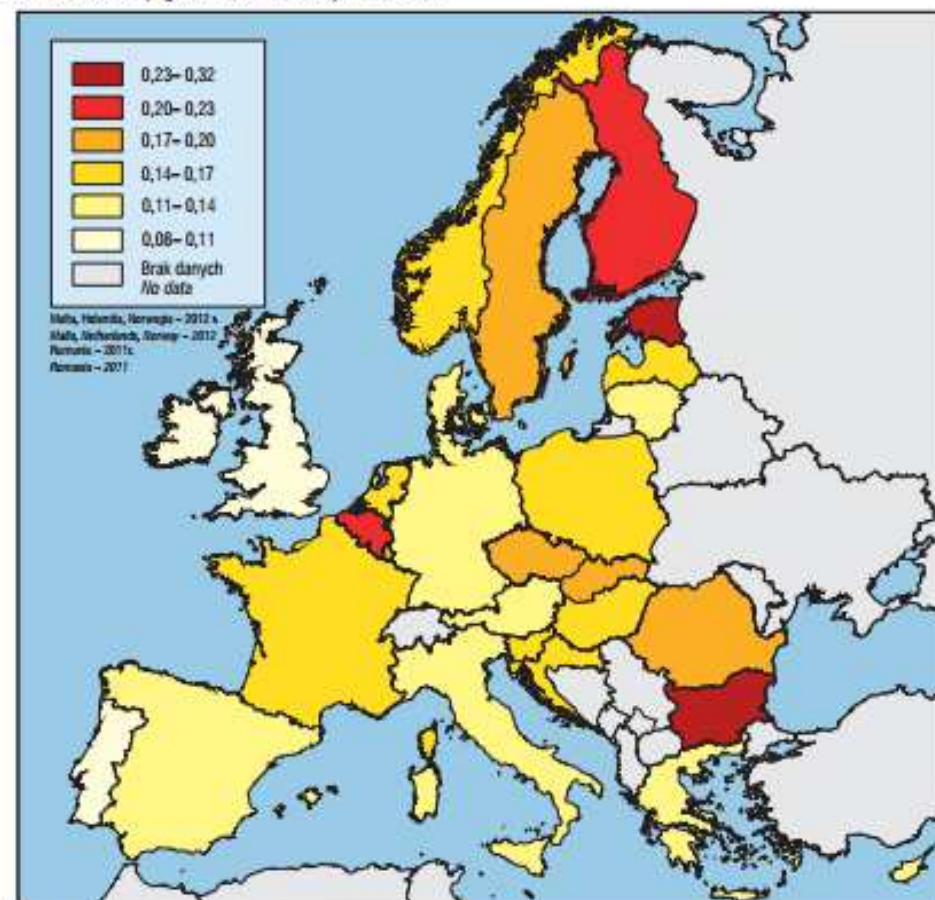 0,23– 0,32
0,20– 0,23
0,17– 0,20
0,14– 0,17
0,11– 0,14
0,08– 0,11
Brak danych
No data
Malta, Holandia, Norwegia – 2012 r.
Malta, Netherlands, Norway – 2012
Rumunia – 2011r.
Romania – 2011